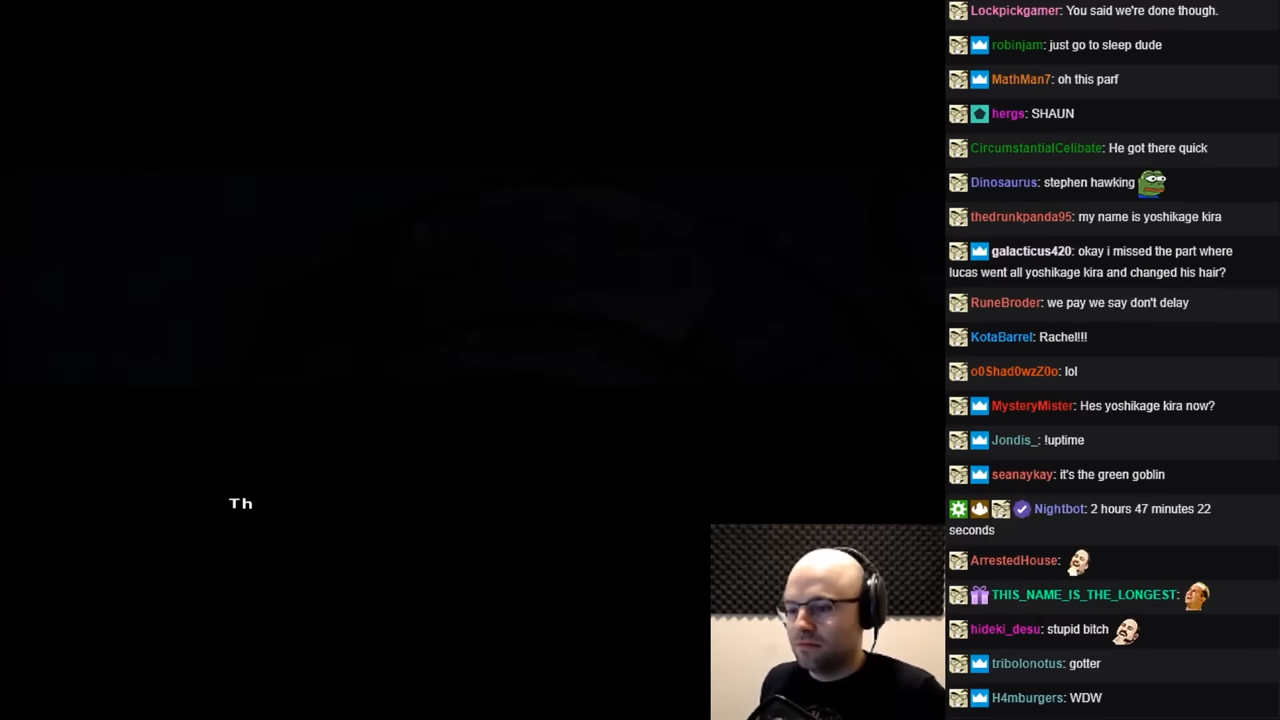 Th
Lockpickgamer: You said we're done though.
robinjam: just go to sleep dude
MathMan7: oh this parf
hergs: SHAUN
CircumstantialCelibate: He got there quick
Dinosaurus: stephen hawking
thedrunkpanda95: my name is yoshikage kira
galacticus420: okay i missed the part where
lucas went all yoshikage kira and changed his hair?
RuneBroder: we pay we say don't delay
KotaBarrel: Rachel!!!
o0Shad0wzZ0o: lol
MysteryMister: Hes yoshikage kira now?
Jondis_: !uptime
seanaykay: it's the green goblin
Nightbot: 2 hours 47 minutes 22
seconds
ArrestedHouse:
THIS_NAME_IS_THE_LONGEST:
hideki_desu: stupid bitch
tribolonotus: gotter
H4mburgers: WDW